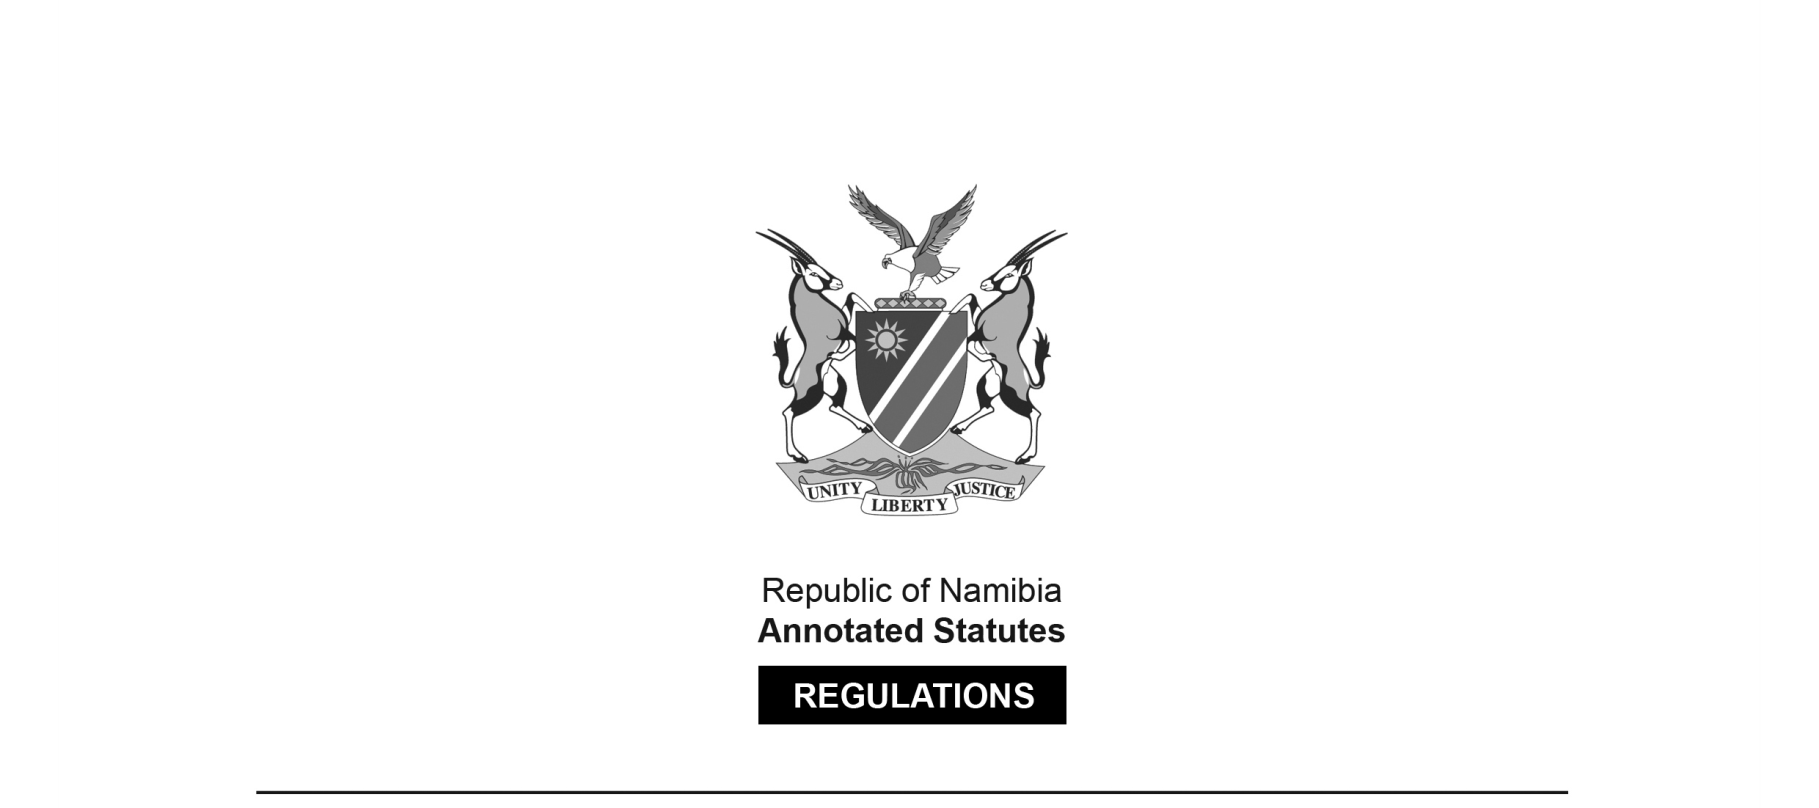 UNITY
LIBERTY
JUSTICE
Republic of Namibia
Annotated Statutes
REGULATIONS